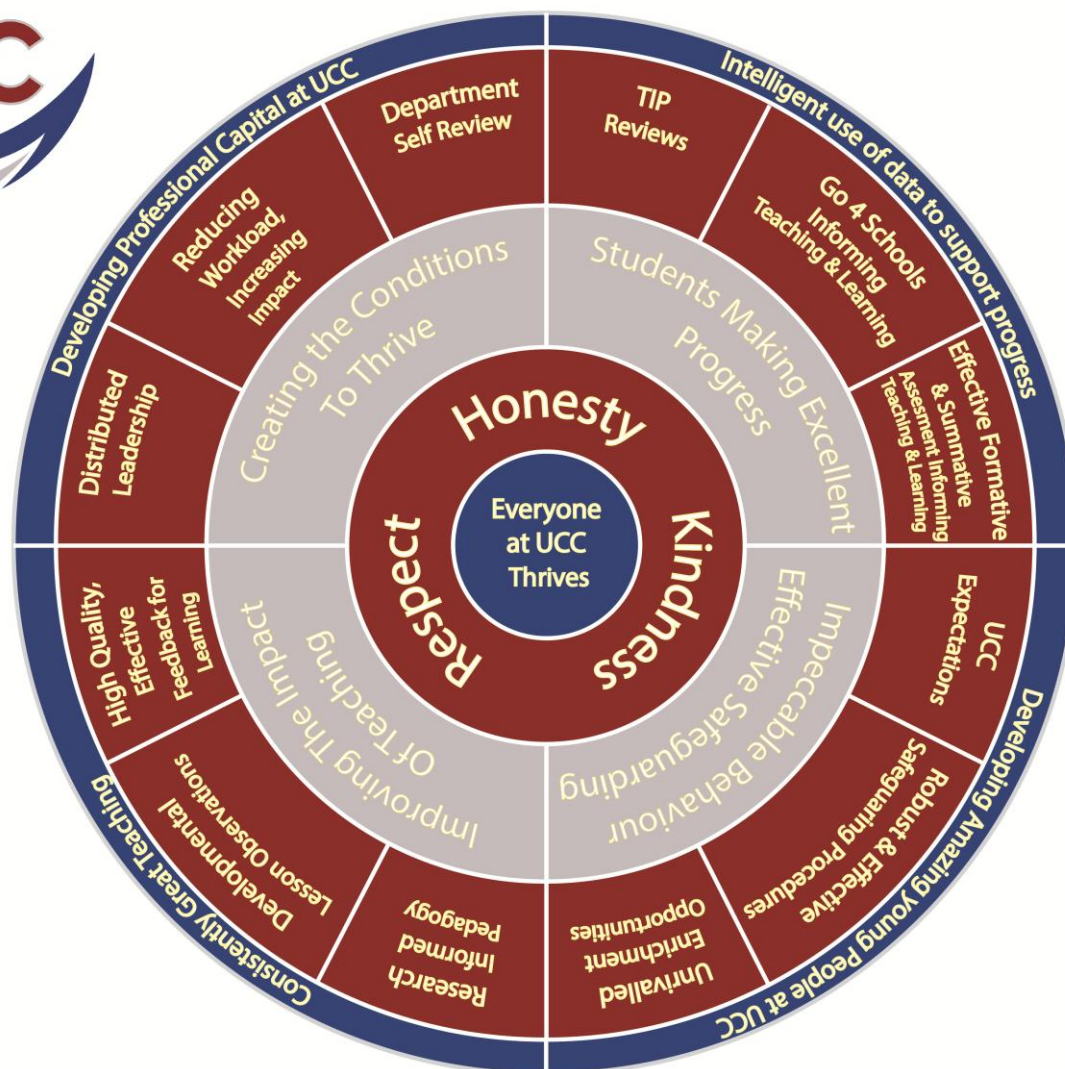 C
Developing Professional Capital at UCC
Intelligent use of data to support progress
Developing Amazing young People at UCC
Consistently Great Teaching
Department
Self Review
TIP
Reviews
Reducing
Workload,
Increasing
Impact
Go 4 Schools
Informing
Teaching & Learning
Distributed
Leadership
Effective Formative
& Summative
Assesment Informing
Teaching & Learning
High Quality,
Effective
Feedback for
Learning
UCC
Expectations
Developmental
Lesson Observations
Robust & Effective
Safeguaring Procedures
Research
Informed
Pedagogy
Unrivalled
Enrichment
Opportunities
Creating the Conditions
To Thrive
Students Making Excellent
Progress
Improving The Impact
Of Teaching
Impeccable Behaviour
Effective Safeguarding
Honesty
Kindness
Respect
Everyone
at UCC
Thrives